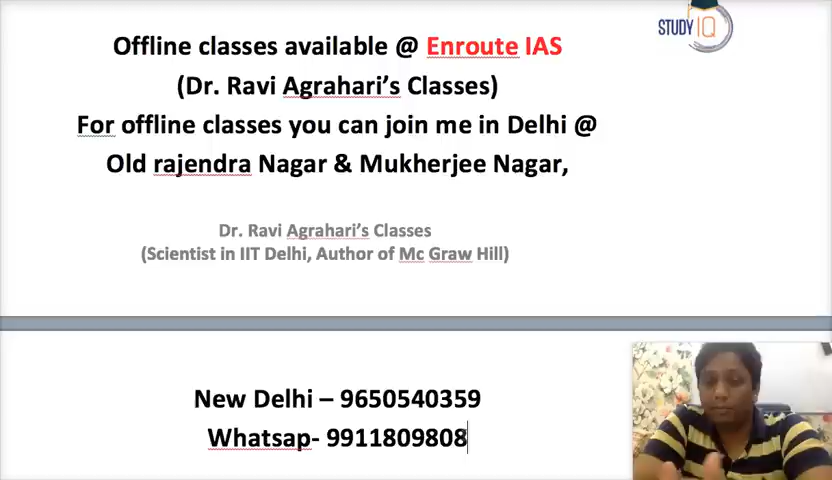 STUDY IQ
Offline classes available @ Enroute IAS
(Dr. Ravi Agrahari's Classes)
For offline classes you can join me in Delhi @
Old rajendra Nagar & Mukherjee Nagar,
Dr. Ravi Agrahari's Classes
(Scientist in IIT Delhi, Author of Mc Graw Hill)
New Delhi – 9650540359
Whatsap- 9911809808